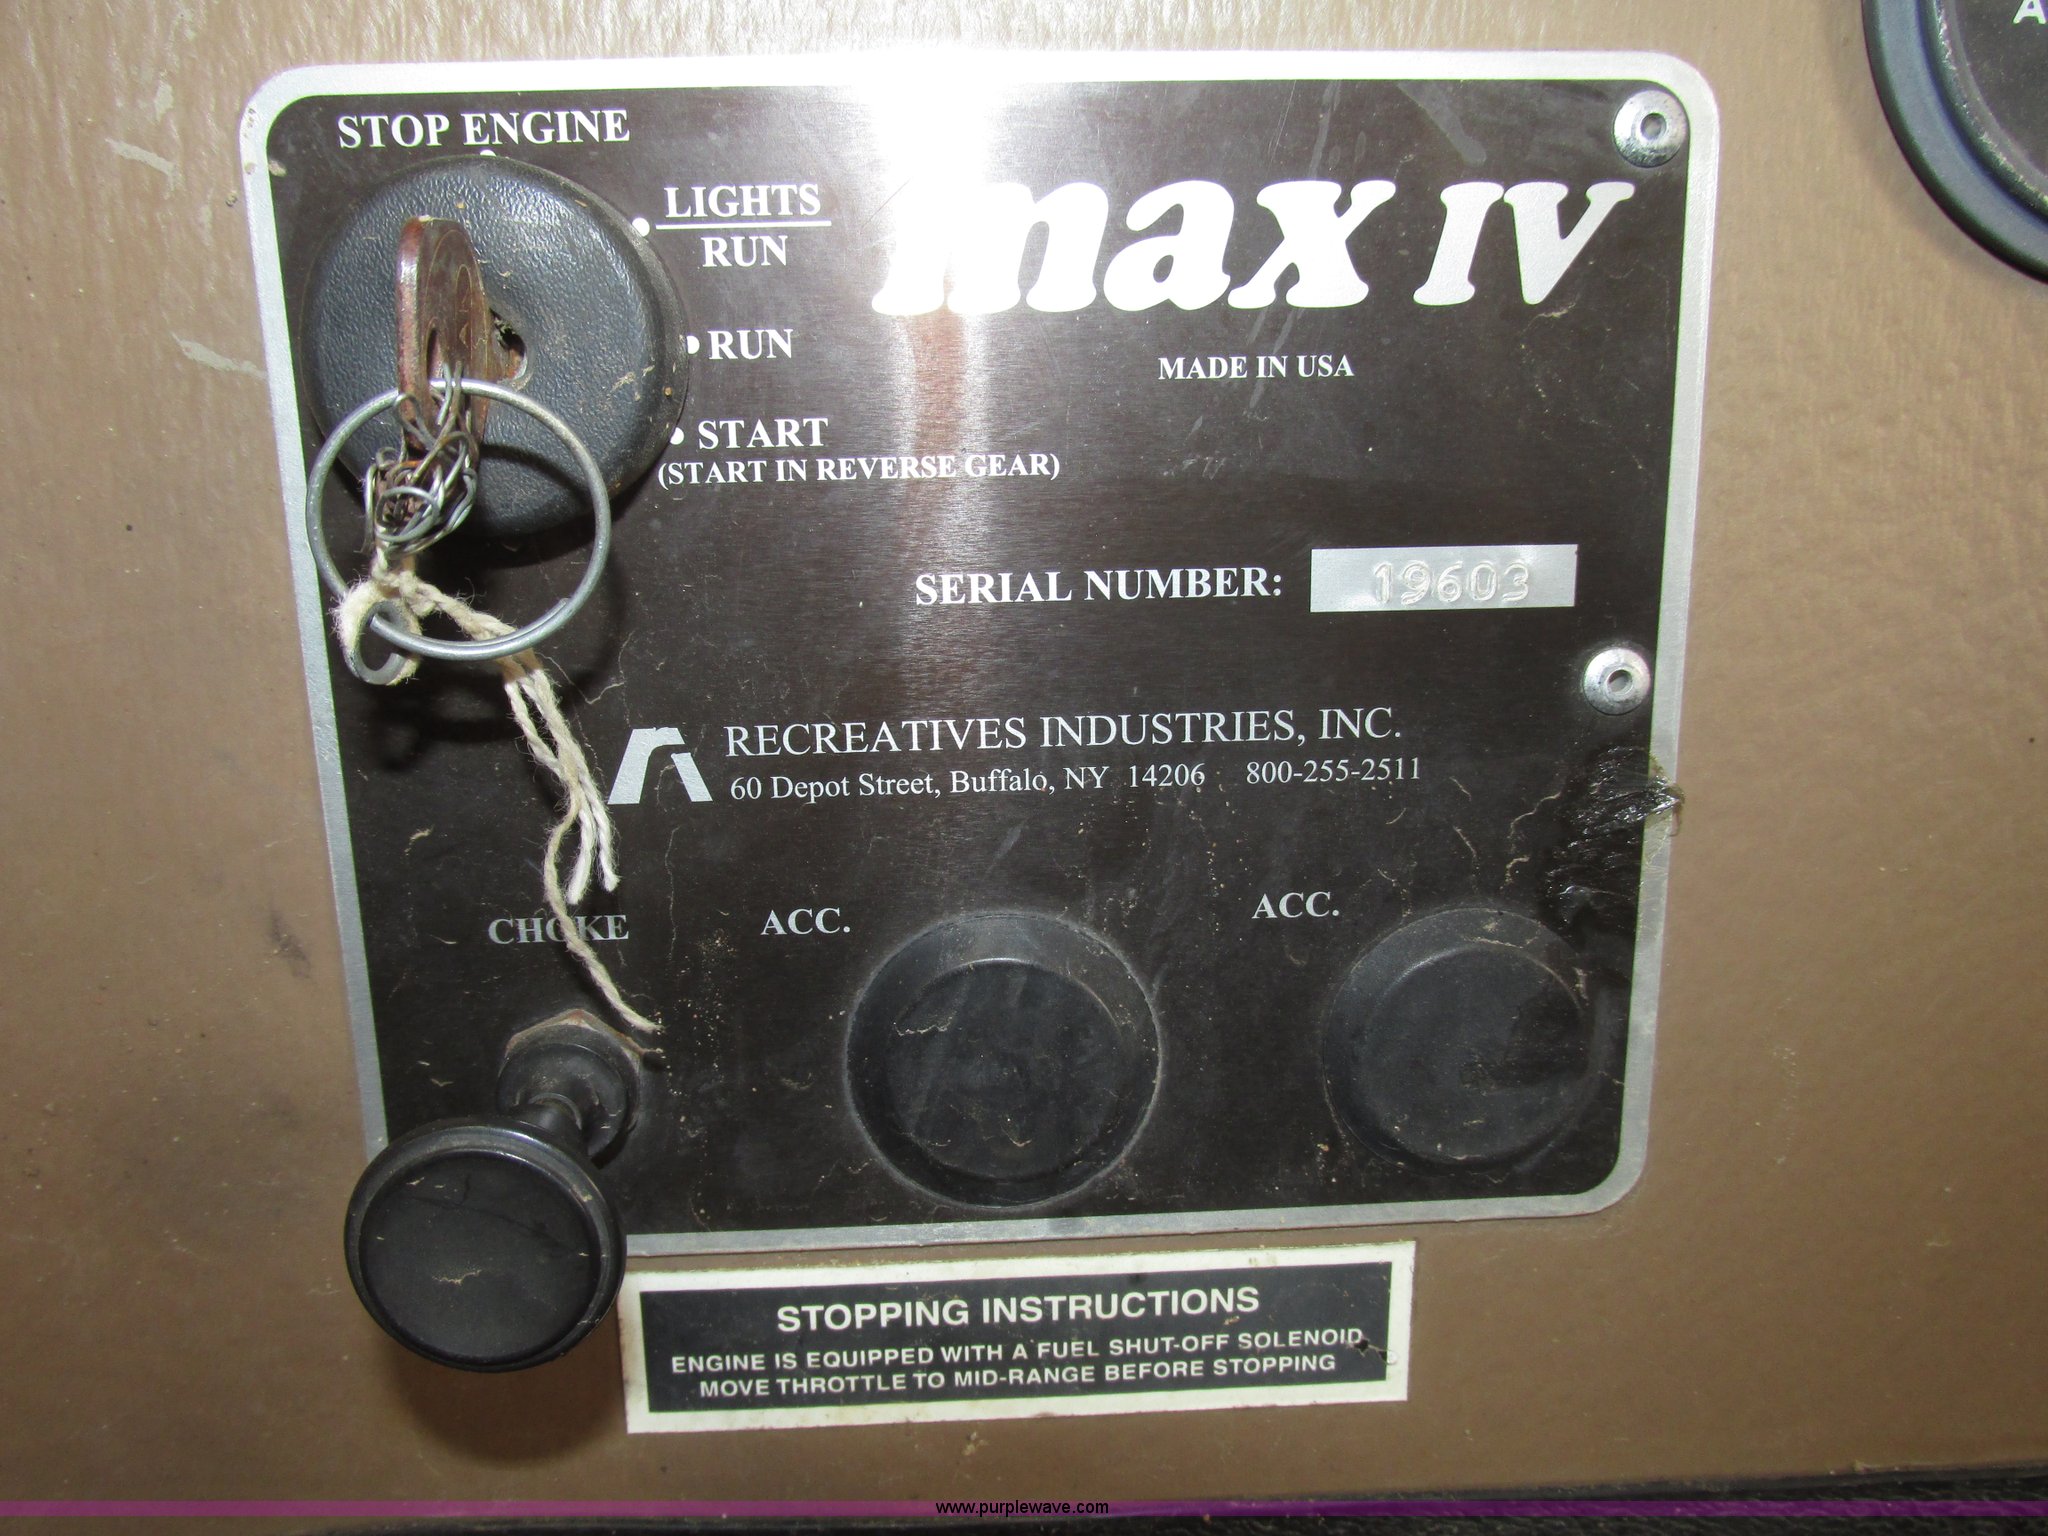 STOP ENGINE
LIGHTS
RUN
RUN
START
(START IN REVERSE GEAR)
max IV
MADE IN USA
SERIAL NUMBER: 19603
RECREATIVES INDUSTRIES, INC.
60 Depot Street, Buffalo, NY 14206 800-255-2511
CHOKE
ACC.
ACC.
STOPPING INSTRUCTIONS
ENGINE IS EQUIPPED WITH A FUEL SHUT-OFF SOLENOID
MOVE THROTTLE TO MID-RANGE BEFORE STOPPING
www.purplewave.com